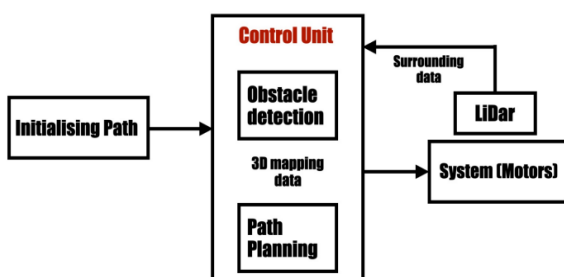 Control Unit
Surrounding
data
Obstacle
detection
LiDar
Initialising Path
3D mapping
data
System (Motors)
Path
Planning